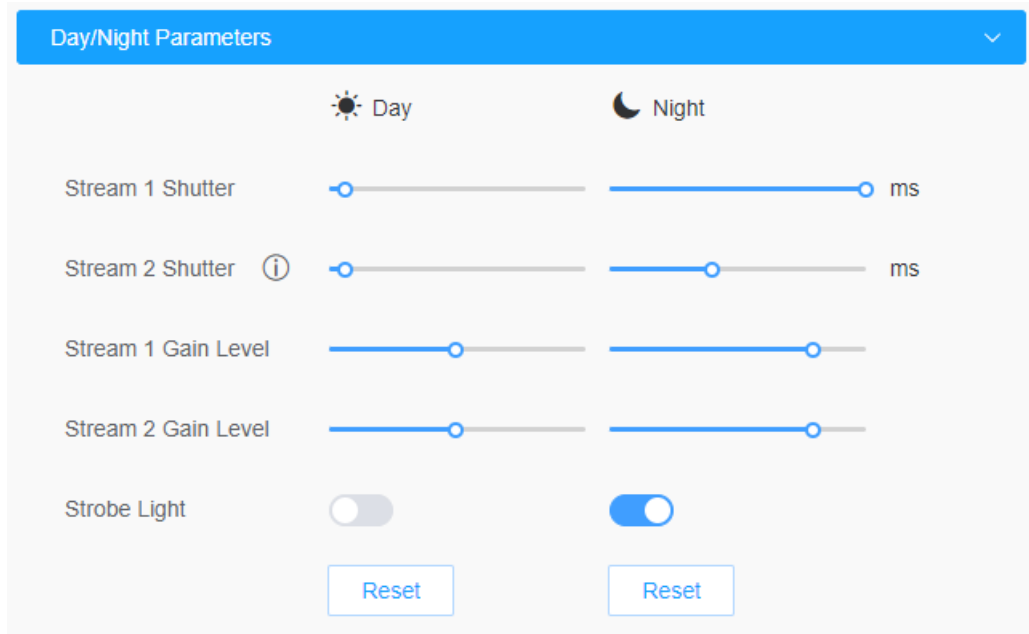 Day/Night Parameters
Day Night
Stream 1 Shutter ms
Stream 2 Shutter ms
Stream 1 Gain Level
Stream 2 Gain Level
Strobe Light
Reset Reset